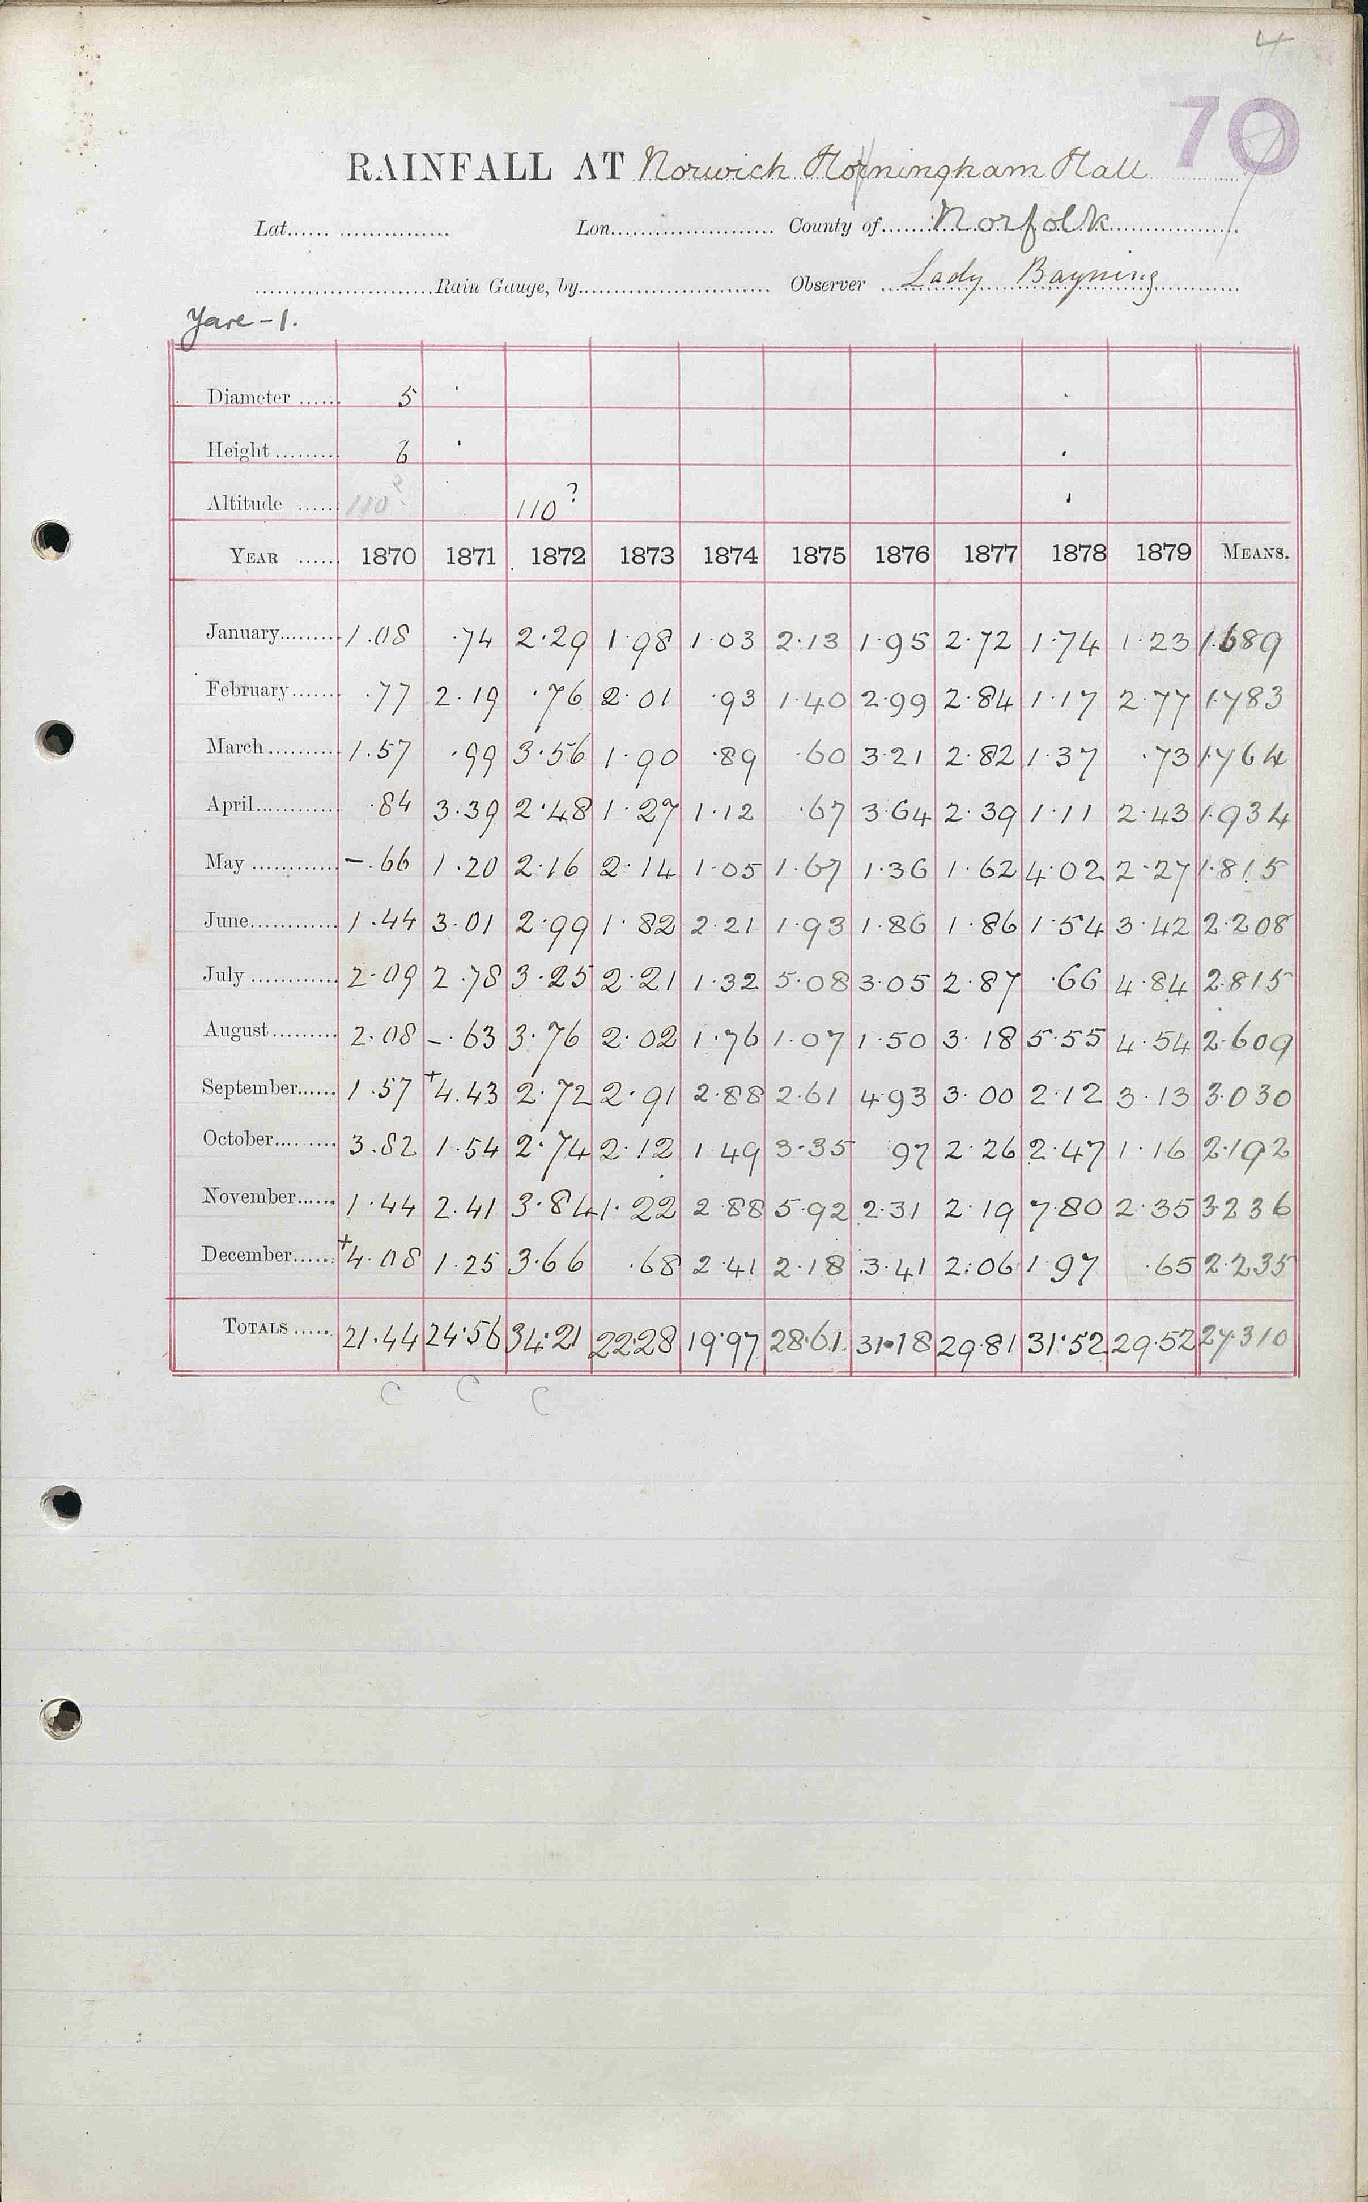 4
70
RAINFALL AT Norwich Horningham Hall
Lat. Lon. County of Norfolk
Rain Gauge, by Observer Lady Bayning
Yare - 1.
Diameter 5
Height 6
Altitude 110? 110?
YEAR 1870 1871 1872 1873 1874 1875 1876 1877 1878 1879 MEANS.
January 1.08 .74 2.29 1.98 1.03 2.13 1.95 2.72 1.74 1.23 1.689
February .77 2.19 .76 2.01 .93 1.40 2.99 2.84 1.17 2.77 1.783
March 1.57 .99 3.56 1.90 .89 .60 3.21 2.82 1.37 .73 1.764
April .84 3.39 2.48 1.27 1.12 .67 3.64 2.39 1.11 2.43 1.934
May -.66 1.20 2.16 2.14 1.05 1.67 1.36 1.62 4.02 2.27 1.815
June 1.44 3.01 2.99 1.82 2.21 1.93 1.86 1.86 1.54 3.42 2.208
July 2.09 2.78 3.25 2.21 1.32 5.08 3.05 2.87 .66 4.84 2.815
August 2.08 -.63 3.76 2.02 1.76 1.07 1.50 3.18 5.55 4.54 2.609
September 1.57 +4.43 2.72 2.91 2.88 2.61 4.93 3.00 2.12 3.13 3.030
October 3.82 1.54 2.74 2.12 1.49 3.35 97 2.26 2.47 1.16 2.192
November 1.44 2.41 3.84 1.22 2.88 5.92 2.31 2.19 7.80 2.35 3.236
December +4.08 1.25 3.66 .68 2.41 2.18 3.41 2.06 1.97 .65 2.235
TOTALS 21.44 24.56 34.21 22.28 19.97 28.61 31.18 29.81 31.52 29.52 27.310
C C C